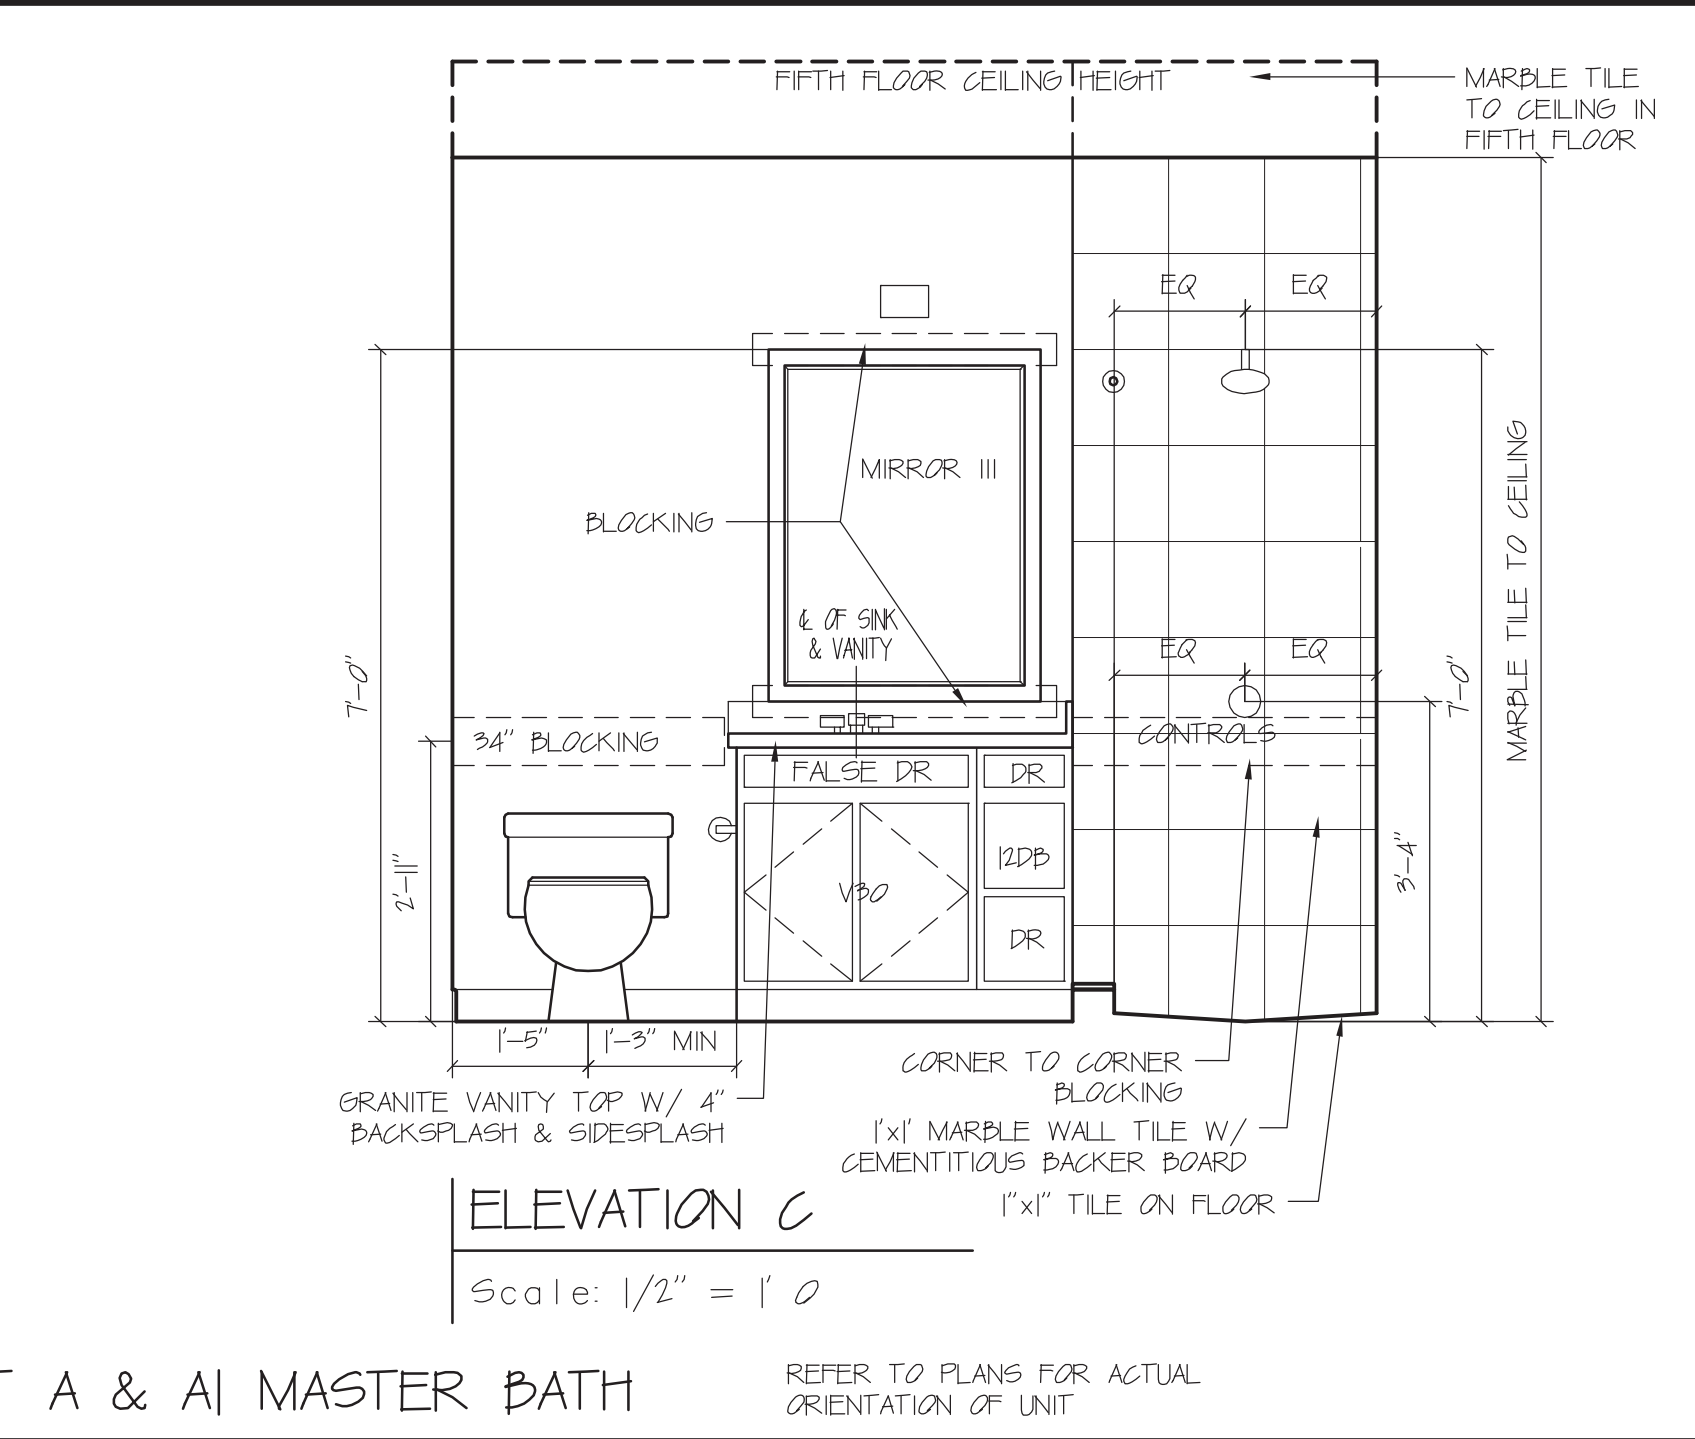 FIFTH FLOOR CEILING HEIGHT
MARBLE TILE
TO CEILING IN
FIFTH FLOOR
EQ EQ
MIRROR III
BLOCKING
MARBLE TILE TO CEILING
℄ OF SINK
& VANITY
EQ EQ
7'-0"
7'-0"
34" BLOCKING
CONTROLS
FALSE DR
DR
2'-11"
12DB
3'-4"
V30
DR
1'-5"
1'-3" MIN
CORNER TO CORNER
BLOCKING
GRANITE VANITY TOP W/ 4"
BACKSPLASH & SIDESPLASH
1'x1' MARBLE WALL TILE W/
CEMENTITIOUS BACKER BOARD
1"x1" TILE ON FLOOR
ELEVATION C
Scale: 1/2" = 1' 0
A & A1 MASTER BATH
REFER TO PLANS FOR ACTUAL
ORIENTATION OF UNIT